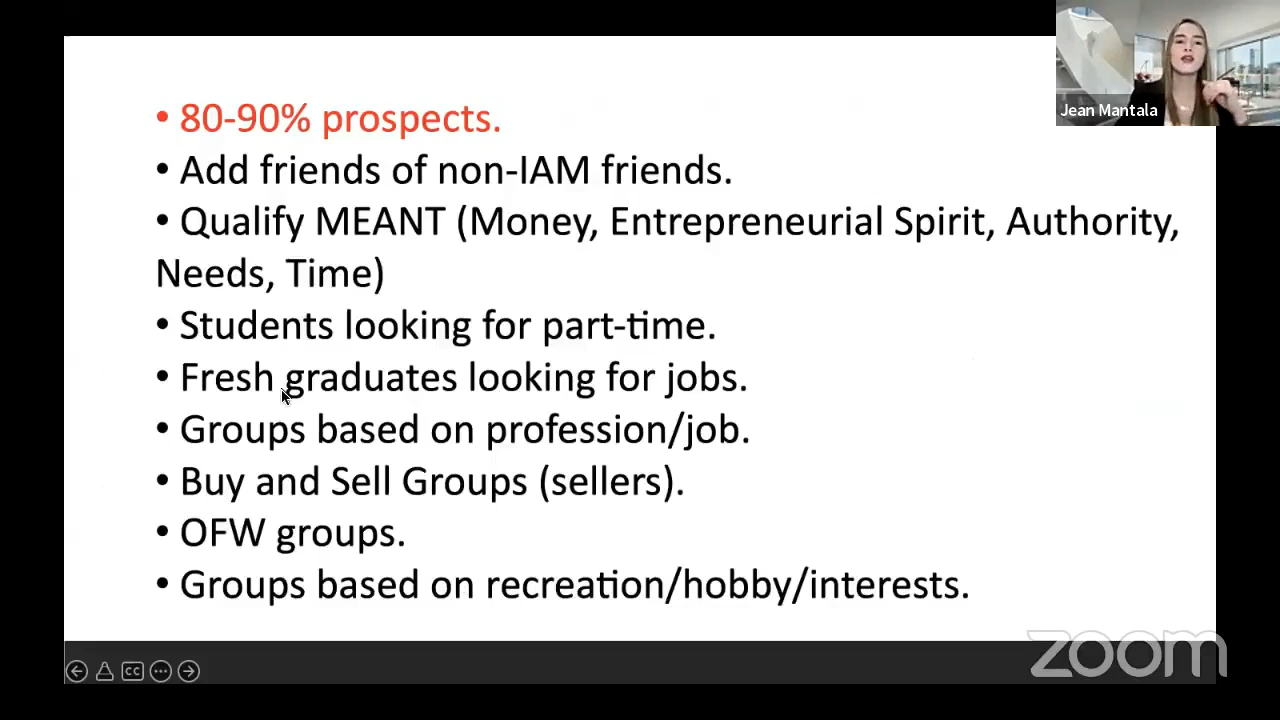 Jean Mantala
• 80-90% prospects.
• Add friends of non-IAM friends.
• Qualify MEANT (Money, Entrepreneurial Spirit, Authority,
Needs, Time)
• Students looking for part-time.
• Fresh graduates looking for jobs.
• Groups based on profession/job.
• Buy and Sell Groups (sellers).
• OFW groups.
• Groups based on recreation/hobby/interests.
CC
zoom